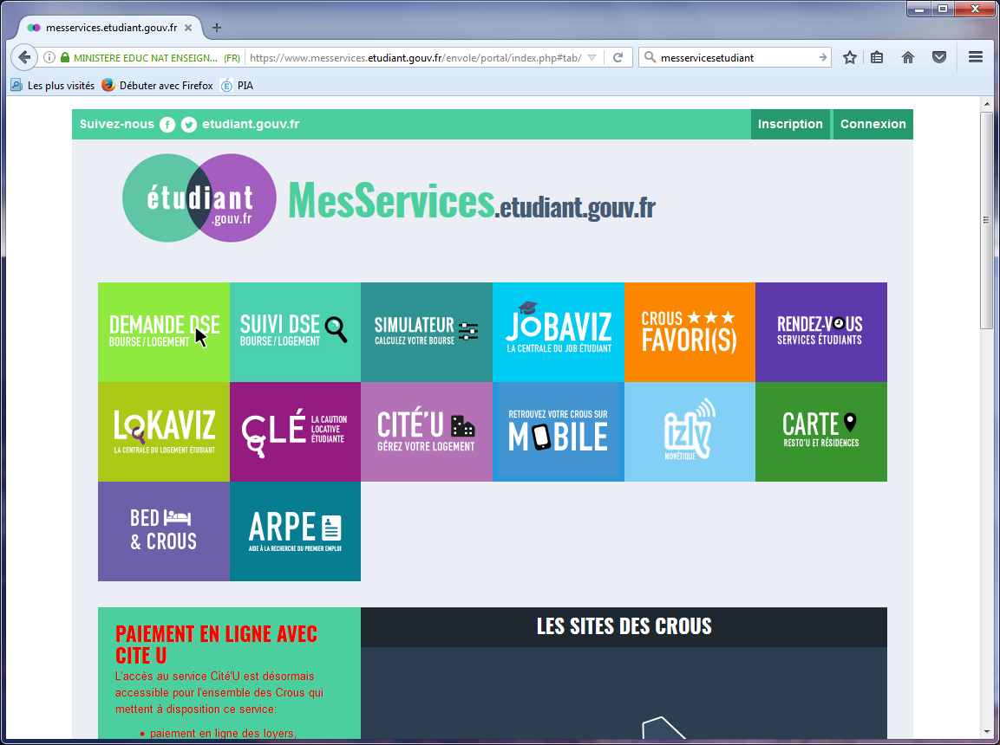 messervices.etudiant.gouv.fr
MINISTERE EDUC NAT ENSEIGN... (FR)
https://www.messervices.etudiant.gouv.fr/envole/portal/index.php#tab/
messervicesetudiant
Les plus visités
Débuter avec Firefox
PIA
Suivez-nous
etudiant.gouv.fr
Inscription
Connexion
étudiant
.gouv.fr
MesServices.etudiant.gouv.fr
DEMANDE DSE
BOURSE / LOGEMENT
SUIVI DSE
BOURSE / LOGEMENT
SIMULATEUR
CALCULEZ VOTRE BOURSE
JOBAVIZ
LA CENTRALE DU JOB ÉTUDIANT
CROUS
FAVORI(S)
RENDEZ-VOUS
SERVICES ÉTUDIANTS
LOKAVIZ
LA CENTRALE DU LOGEMENT ÉTUDIANT
CLÉ
LA CAUTION
LOCATIVE
ÉTUDIANTE
CITÉ'U
GÉREZ VOTRE LOGEMENT
RETROUVEZ VOTRE CROUS SUR
MOBILE
izly
MONÉTIQUE
CARTE
RESTO'U ET RÉSIDENCES
BED
& CROUS
ARPE
AIDE À LA RECHERCHE DU PREMIER EMPLOI
PAIEMENT EN LIGNE AVEC
CITE U
L'accès au service Cité'U est désormais
accessible pour l'ensemble des Crous qui
mettent à disposition ce service:
• paiement en ligne des loyers,
LES SITES DES CROUS